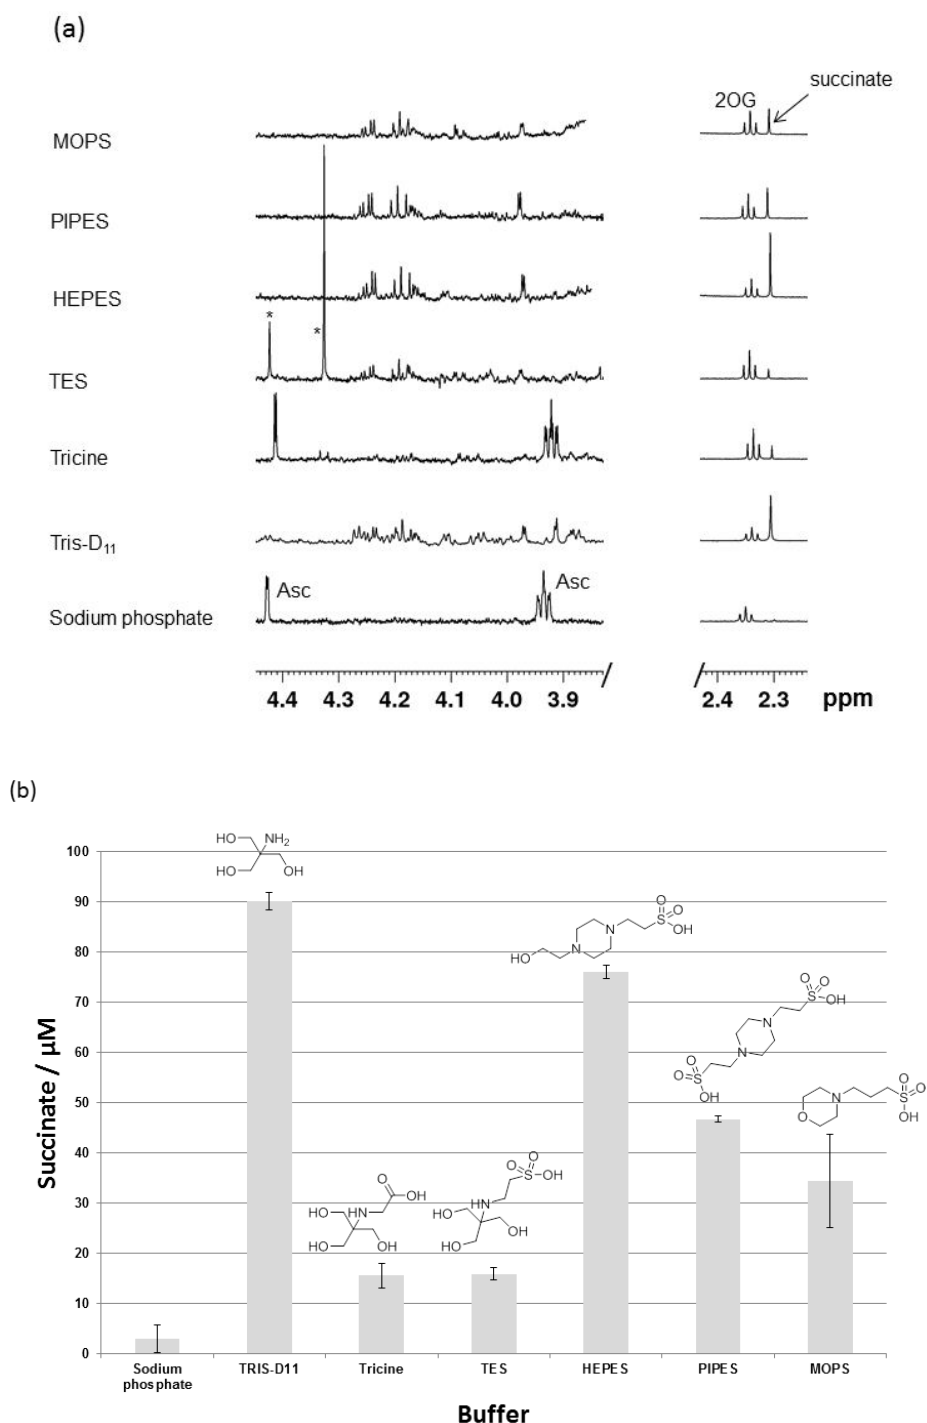 (a)
succinate
2OG
MOPS
PIPES
HEPES
*
*
TES
Tricine
Tris-D₁₁
Asc
Asc
Sodium phosphate
4.4 4.3 4.2 4.1 4.0 3.9 2.4 2.3 ppm
(b)
100
90
80
70
60
50
40
30
20
10
0
Succinate / µM
HO NH₂
HO OH
O O
S
N OH
N
HO
O O
S
OH
N
N
O
O S
OH
O
N S O
O OH
O
OH
HO HN
HO OH
O
O S OH
HN
HO
OH
HO
Sodium phosphate
TRIS-D11
Tricine
TES
HEPES
PIPES
MOPS
Buffer